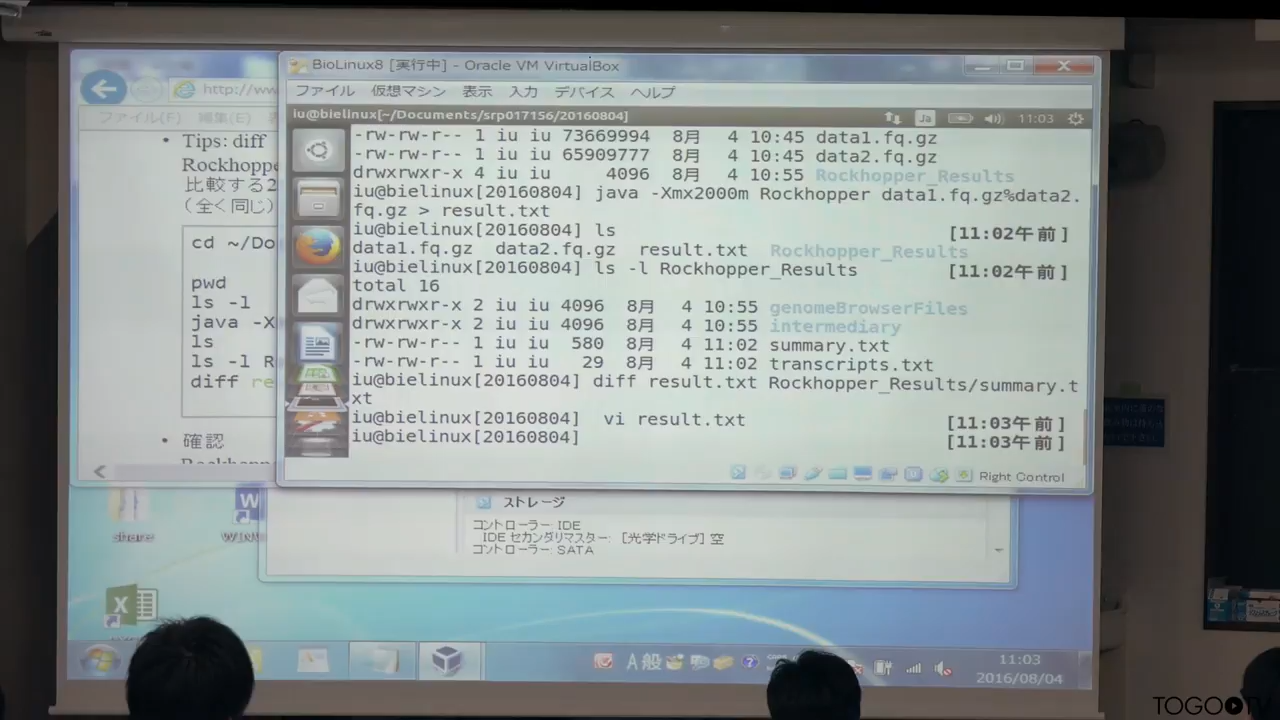 BioLinux8 [実行中] - Oracle VM VirtualBox
ファイル 仮想マシン 表示 入力 デバイス ヘルプ
iu@bielinux[~/Documents/srp017156/20160804]
Ja
11:03
-rw-rw-r-- 1 iu iu 73669994 8月 4 10:45 data1.fq.gz
-rw-rw-r-- 1 iu iu 65909777 8月 4 10:45 data2.fq.gz
drwxrwxr-x 4 iu iu 4096 8月 4 10:55 Rockhopper_Results
iu@bielinux[20160804] java -Xmx2000m Rockhopper data1.fq.gz%data2.
fq.gz > result.txt
iu@bielinux[20160804] ls [11:02午前]
data1.fq.gz data2.fq.gz result.txt Rockhopper_Results
iu@bielinux[20160804] ls -l Rockhopper_Results [11:02午前]
total 16
drwxrwxr-x 2 iu iu 4096 8月 4 10:55 genomeBrowserFiles
drwxrwxr-x 2 iu iu 4096 8月 4 10:55 intermediary
-rw-rw-r-- 1 iu iu 580 8月 4 11:02 summary.txt
-rw-rw-r-- 1 iu iu 29 8月 4 11:02 transcripts.txt
iu@bielinux[20160804] diff result.txt Rockhopper_Results/summary.t
xt
iu@bielinux[20160804] vi result.txt [11:03午前]
iu@bielinux[20160804] [11:03午前]
Right Control
http://ww
ファイル(F) 編集(E)
• Tips: diff
Rockhopper
比較する2
(全く同じ)
cd ~/Do
pwd
ls -l
java -X
ls
ls -l R
diff re
• 確認
ストレージ
コントローラー: IDE
IDE セカンダリマスター: [光学ドライブ] 空
コントローラー: SATA
share
A 般
11:03
2016/08/04
TOGOTV